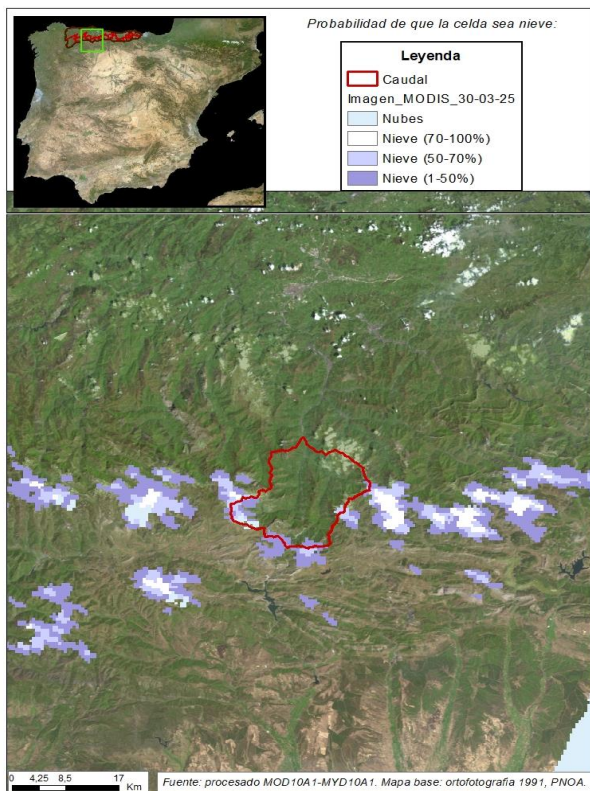 Probabilidad de que la celda sea nieve:
Leyenda
Caudal
Imagen_MODIS_30-03-25
Nubes
Nieve (70-100%)
Nieve (50-70%)
Nieve (1-50%)
0 4,25 8,5 17
Km
Fuente: procesado MOD10A1-MYD10A1. Mapa base: ortofotografia 1991, PNOA.